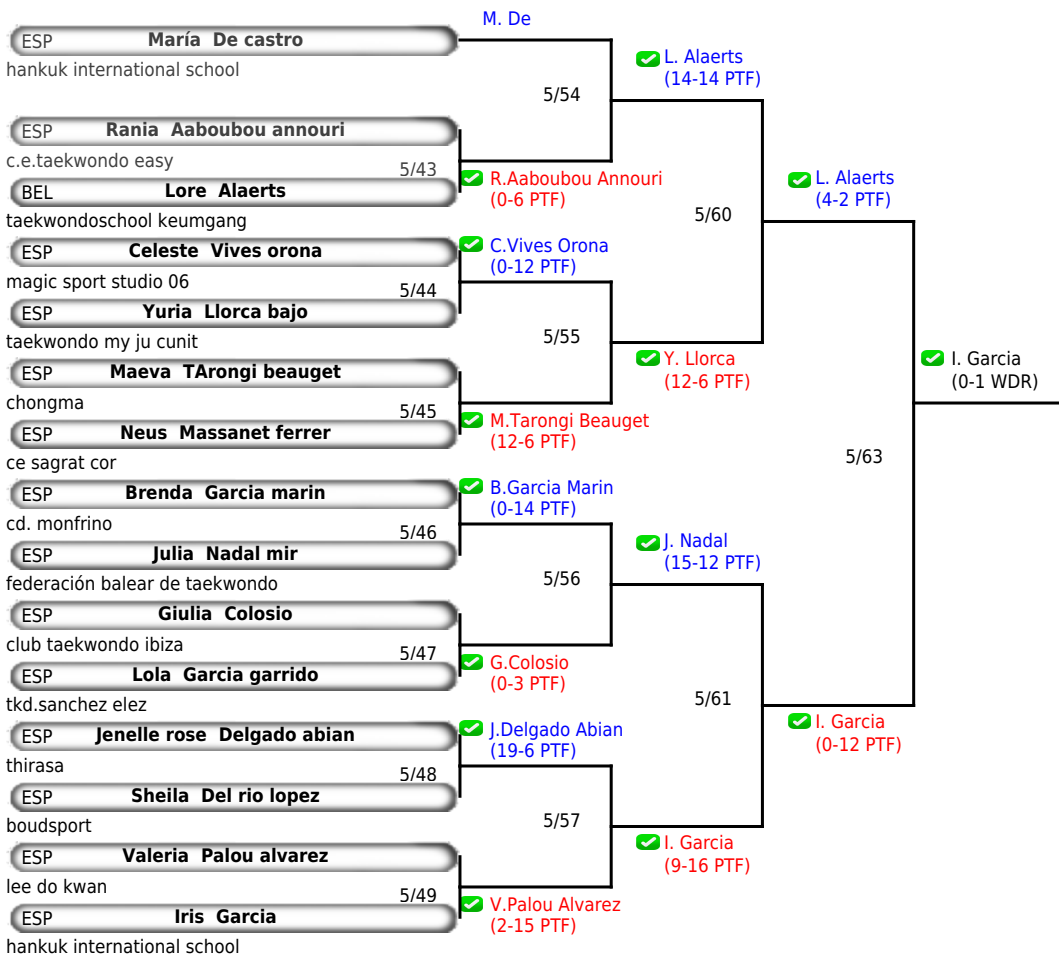 M. De
ESP María De castro
hankuk international school
L. Alaerts
(14-14 PTF)
5/54
ESP Rania Aaboubou annouri
c.e.taekwondo easy
5/43
BEL Lore Alaerts
taekwondoschool keumgang
R.Aaboubou Annouri
(0-6 PTF)
L. Alaerts
(4-2 PTF)
5/60
ESP Celeste Vives orona
magic sport studio 06
C.Vives Orona
(0-12 PTF)
5/44
ESP Yuria Llorca bajo
taekwondo my ju cunit
5/55
Y. Llorca
(12-6 PTF)
ESP Maeva TArongi beauget
chongma
5/45
ESP Neus Massanet ferrer
ce sagrat cor
M.Tarongi Beauget
(12-6 PTF)
I. Garcia
(0-1 WDR)
5/63
ESP Brenda Garcia marin
cd. monfrino
B.Garcia Marin
(0-14 PTF)
5/46
ESP Julia Nadal mir
federación balear de taekwondo
J. Nadal
(15-12 PTF)
5/56
ESP Giulia Colosio
club taekwondo ibiza
5/47
ESP Lola Garcia garrido
tkd.sanchez elez
G.Colosio
(0-3 PTF)
5/61
I. Garcia
(0-12 PTF)
ESP Jenelle rose Delgado abian
thirasa
J.Delgado Abian
(19-6 PTF)
5/48
ESP Sheila Del rio lopez
boudsport
5/57
I. Garcia
(9-16 PTF)
ESP Valeria Palou alvarez
lee do kwan
5/49
ESP Iris Garcia
hankuk international school
V.Palou Alvarez
(2-15 PTF)